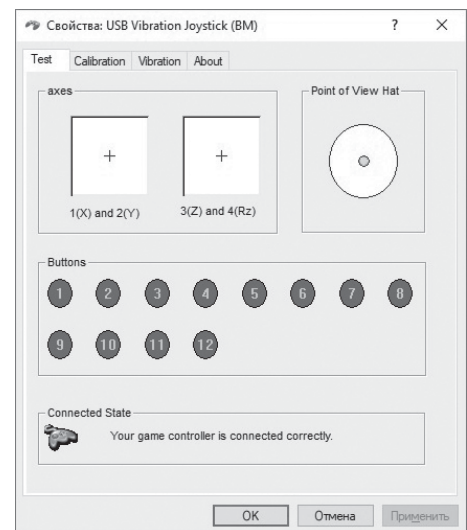 Свойства: USB Vibration Joystick (BM) ? ×
Test Calibration Vibration About
axes
1(X) and 2(Y) 3(Z) and 4(Rz)
Point of View Hat
Buttons
1 2 3 4 5 6 7 8
9 10 11 12
Connected State
Your game controller is connected correctly.
OK Отмена Применить